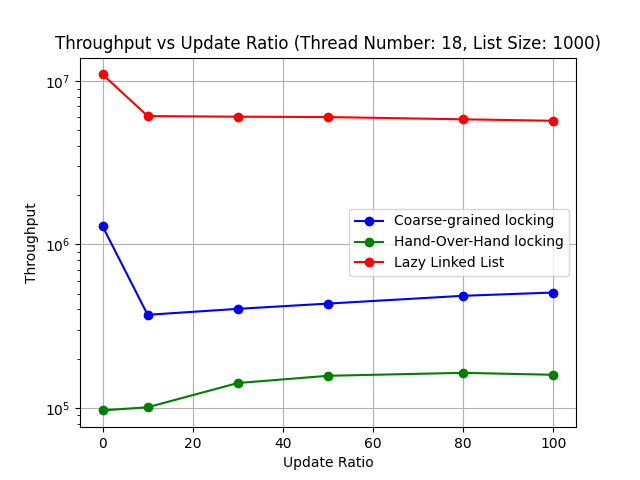 Throughput vs Update Ratio (Thread Number: 18, List Size: 1000)
10⁷
10⁶
10⁵
Throughput
Coarse-grained locking
Hand-Over-Hand locking
Lazy Linked List
0 20 40 60 80 100
Update Ratio